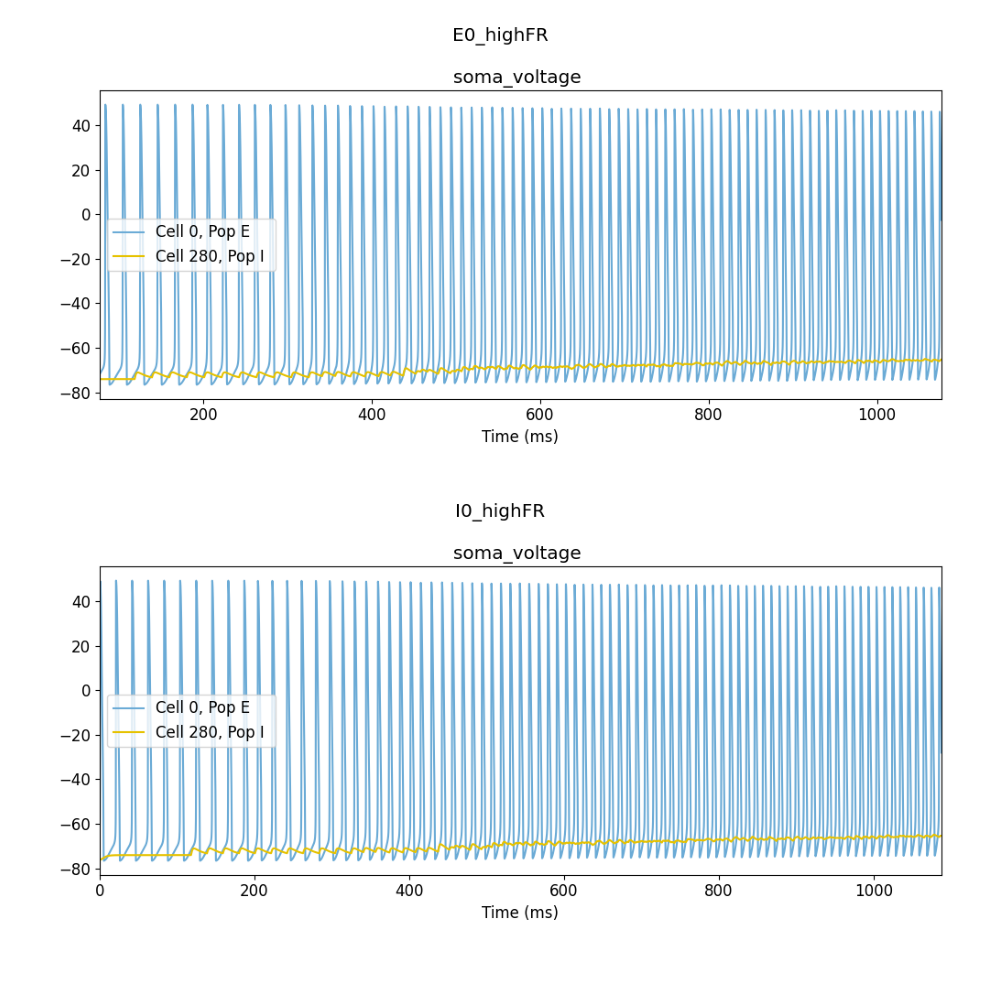 E0_highFR
soma_voltage
40
20
0
−20
−40
−60
−80
Cell 0, Pop E
Cell 280, Pop I
200 400 600 800 1000
Time (ms)
I0_highFR
soma_voltage
40
20
0
−20
−40
−60
−80
Cell 0, Pop E
Cell 280, Pop I
0 200 400 600 800 1000
Time (ms)